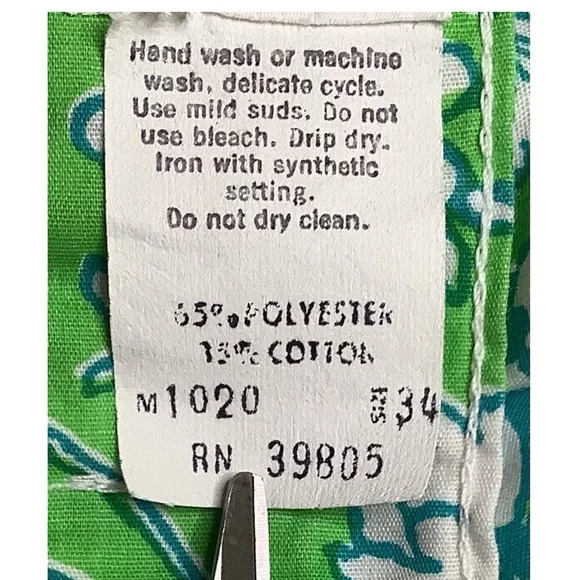 Hand wash or machine
wash, delicate cycle.
Use mild suds. Do not
use bleach. Drip dry.
Iron with synthetic
setting.
Do not dry clean.
65% POLYESTER
35% COTTON
M1020 SIZE 34
RN 39805